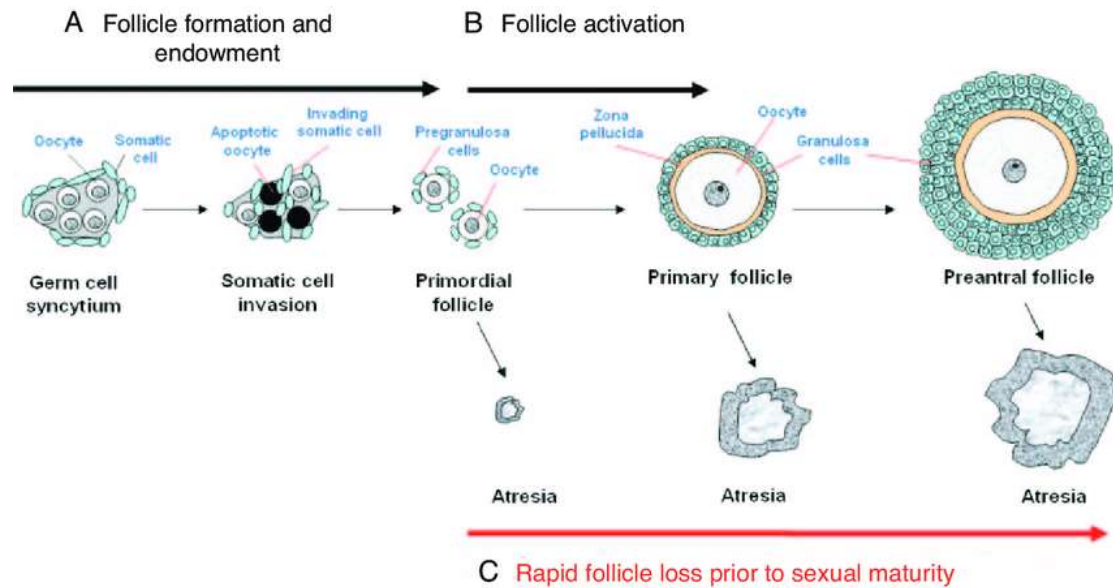 A Follicle formation and
endowment
B Follicle activation
Oocyte
Somatic
cell
Apoptotic
oocyte
Invading
somatic cell
Pregranulosa
cells
Oocyte
Zona
pellucida
Oocyte
Granulosa
cells
Germ cell
syncytium
Somatic cell
invasion
Primordial
follicle
Primary follicle
Preantral follicle
Atresia
Atresia
Atresia
C Rapid follicle loss prior to sexual maturity